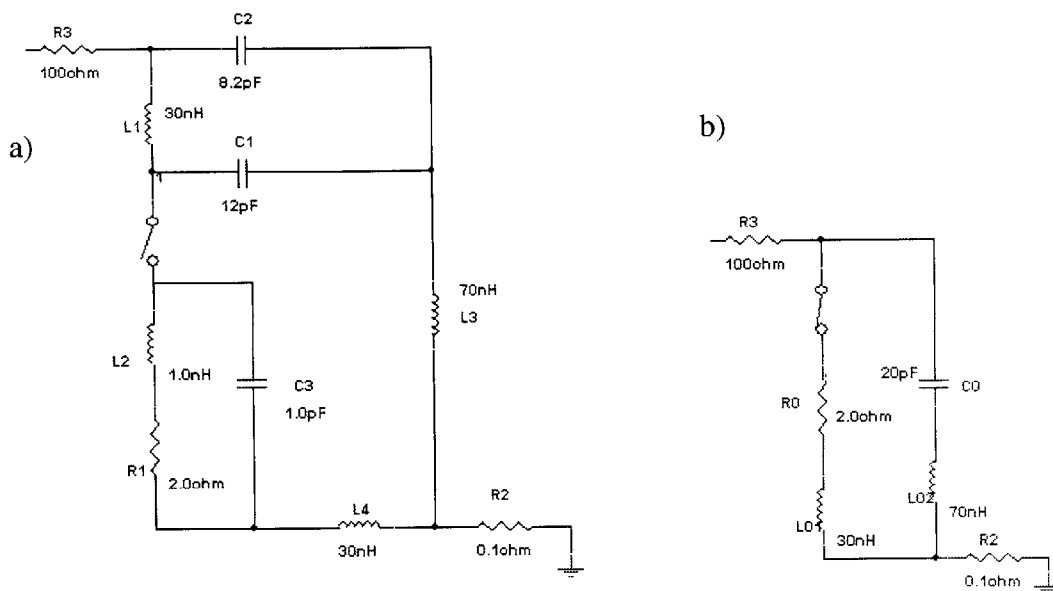 a)
R3
100ohm
C2
8.2pF
30nH
L1
C1
12pF
1
70nH
L3
L2
1.0nH
C3
1.0pF
R1
2.0ohm
L4
30nH
R2
0.1ohm
b)
R3
100ohm
20pF
C0
R0
2.0ohm
L02
L01
70nH
30nH
R2
0.1ohm